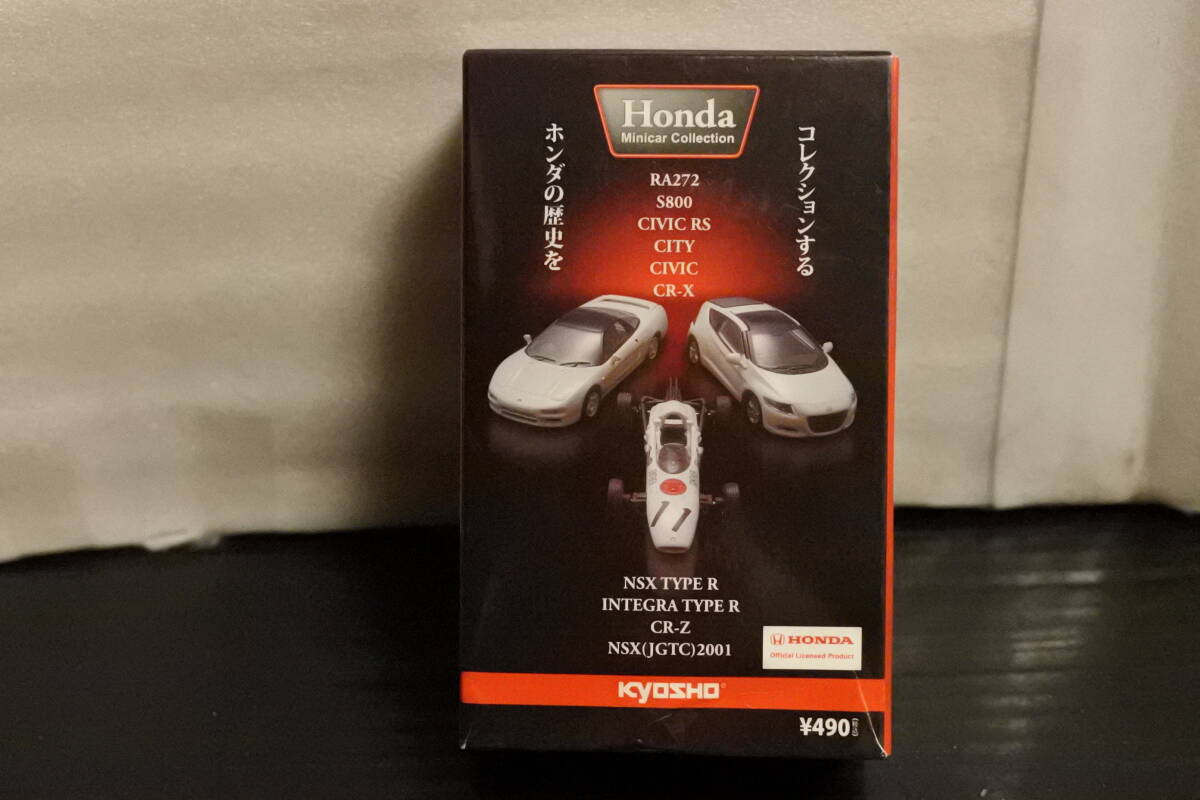 Honda
Minicar Collection
ホンダの歴史を
コレクションする
RA272
S800
CIVIC RS
CITY
CIVIC
CR-X
11
NSX TYPE R
INTEGRA TYPE R
CR-Z
NSX(JGTC)2001
HONDA
Official Licensed Product
KYOSHO
¥490